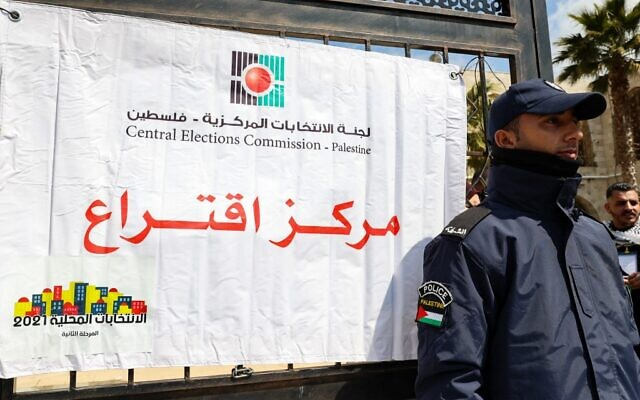 لجنة الانتخابات المركزية - فلسطين
Central Elections Commission - Palestine
مركز اقتراع
الانتخابات المحلية 2021
المرحلة الثانية
POLICE
PALESTINE
الشرطة